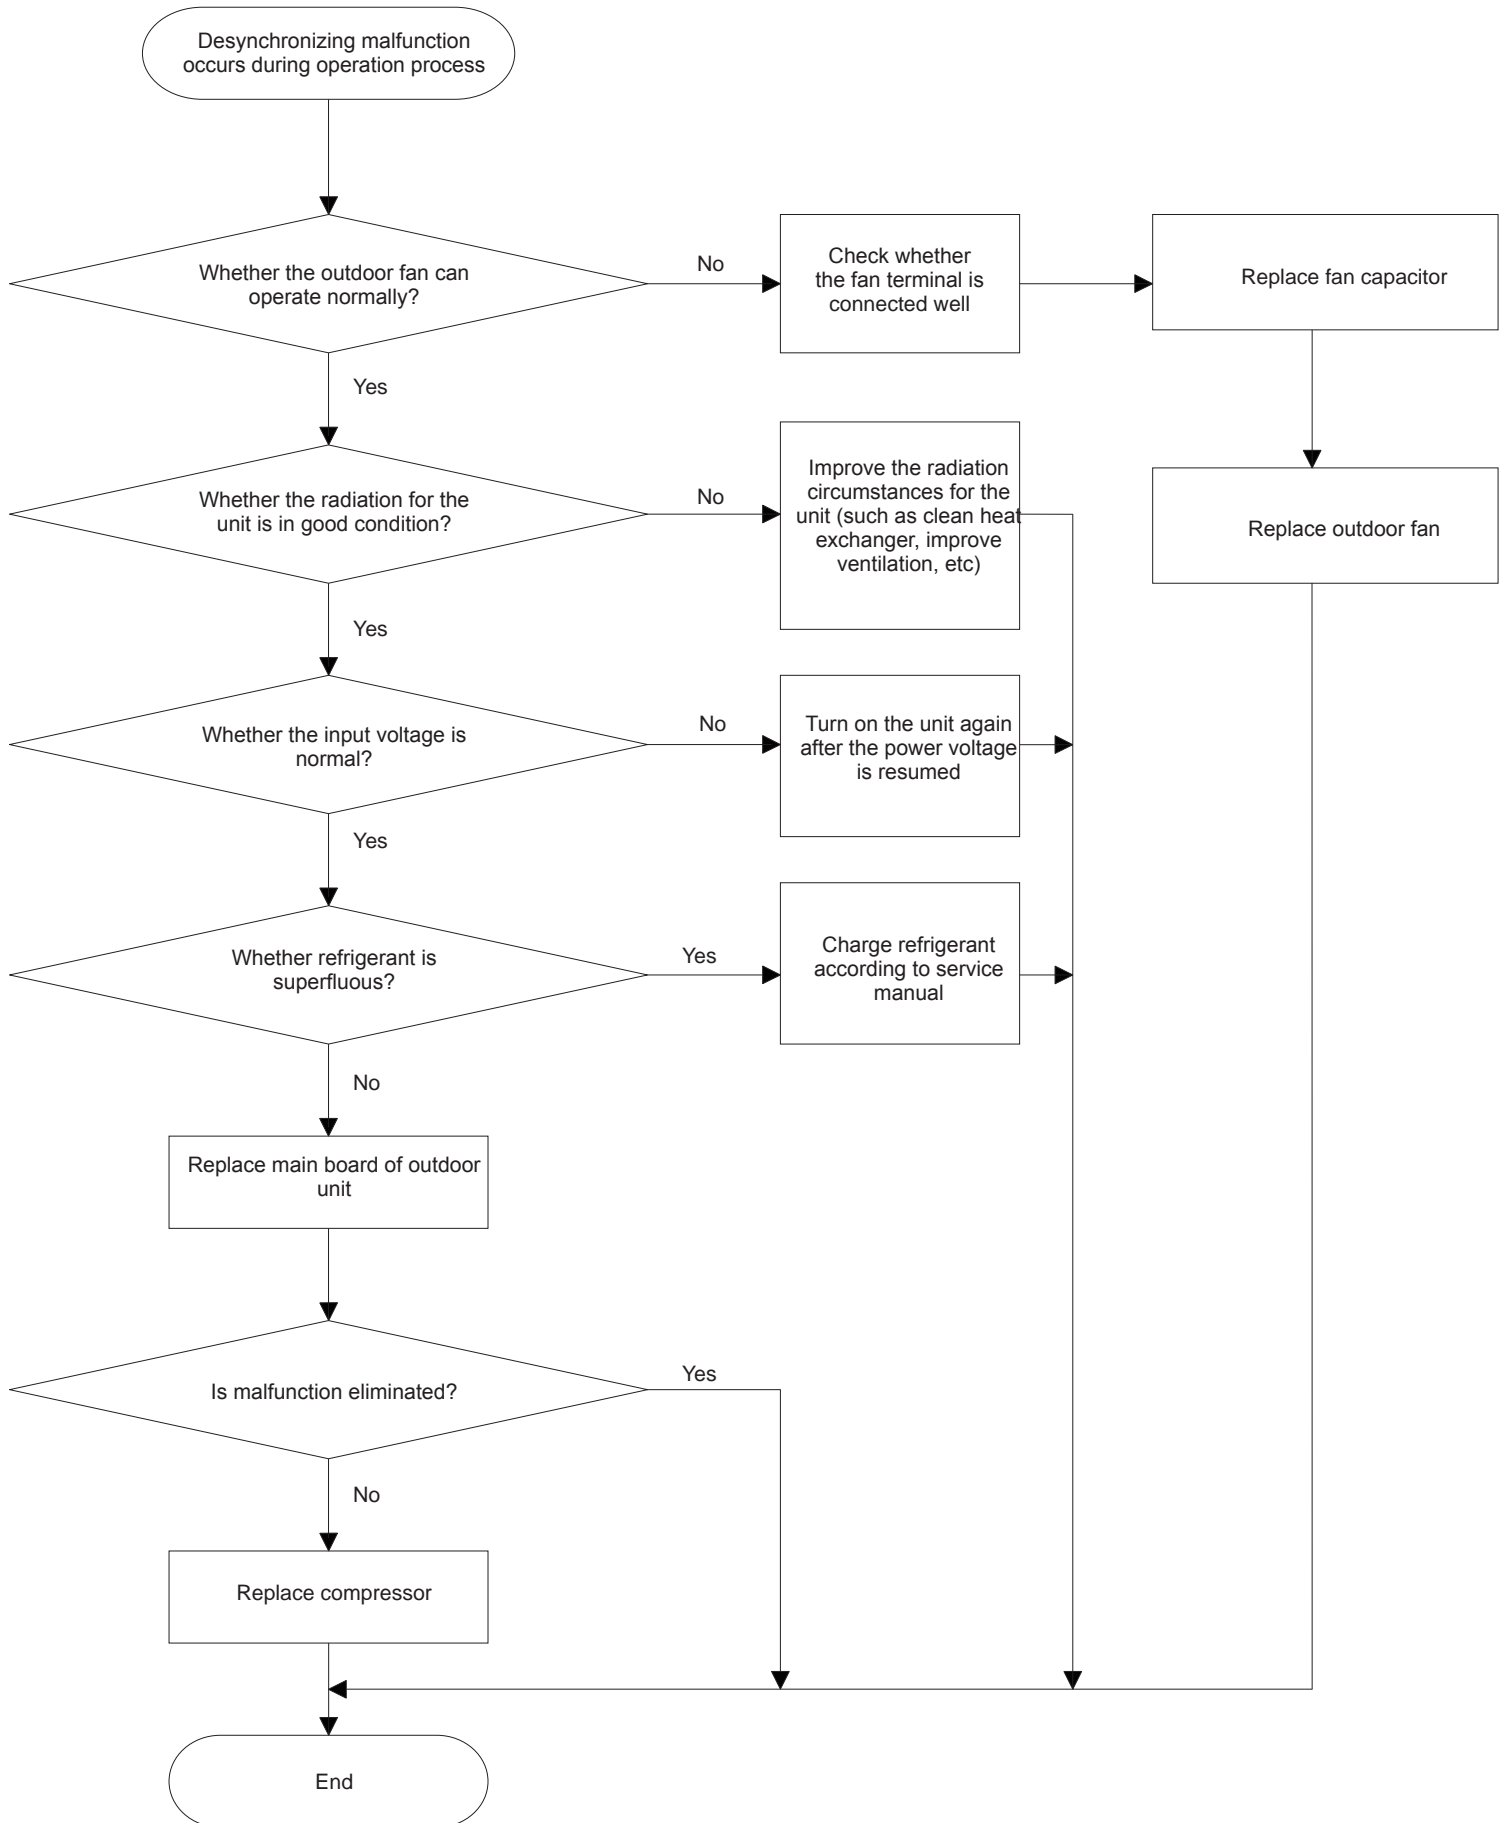 Desynchronizing malfunction
occurs during operation process
Whether the outdoor fan can
operate normally?
No
Check whether
the fan terminal is
connected well
Replace fan capacitor
Yes
Whether the radiation for the
unit is in good condition?
No
Improve the radiation
circumstances for the
unit (such as clean heat
exchanger, improve
ventilation, etc)
Replace outdoor fan
Yes
Whether the input voltage is
normal?
No
Turn on the unit again
after the power voltage
is resumed
Yes
Whether refrigerant is
superfluous?
Yes
Charge refrigerant
according to service
manual
No
Replace main board of outdoor
unit
Is malfunction eliminated?
Yes
No
Replace compressor
End